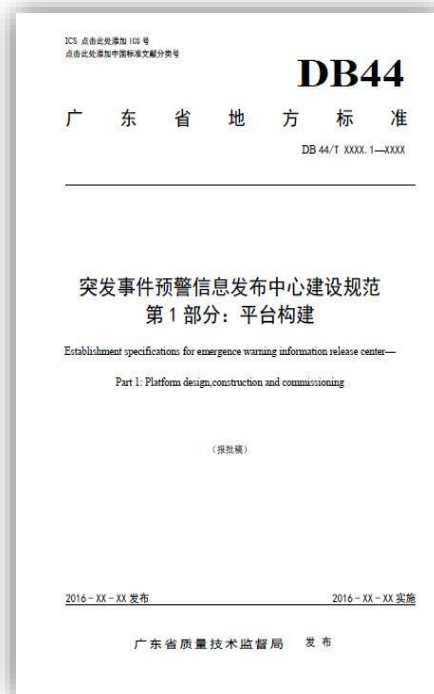 ICS 点击此处添加 ICS 号
点击此处添加中国标准文献分类号
DB44
广东省地方标准
DB 44/T XXXX.1—XXXX
突发事件预警信息发布中心建设规范
第 1 部分：平台构建
Establishment specifications for emergence warning information release center—
Part 1: Platform design,construction and commissioning
（报批稿）
2016-XX-XX 发布
2016-XX-XX 实施
广东省质量技术监督局 发布